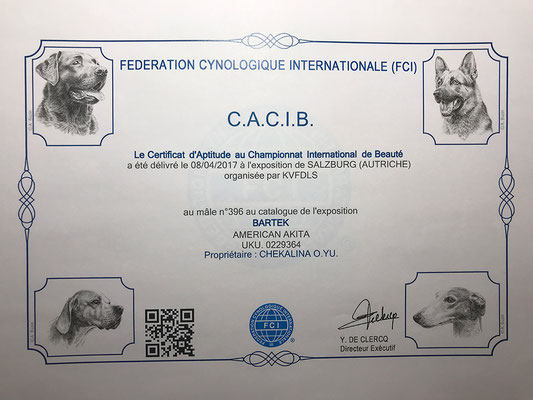 FEDERATION CYNOLOGIQUE INTERNATIONALE (FCI)
C.A.C.I.B.
Le Certificat d'Aptitude au Championnat International de Beauté
a été délivré le 08/04/2017 à l'exposition de SALZBURG (AUTRICHE)
organisée par KVFDLS
au mâle n°396 au catalogue de l'exposition
BARTEK
AMERICAN AKITA
UKU. 0229364
Propriétaire : CHEKALINA O.YU.
FCI
Y. DE CLERCQ
Directeur Exécutif